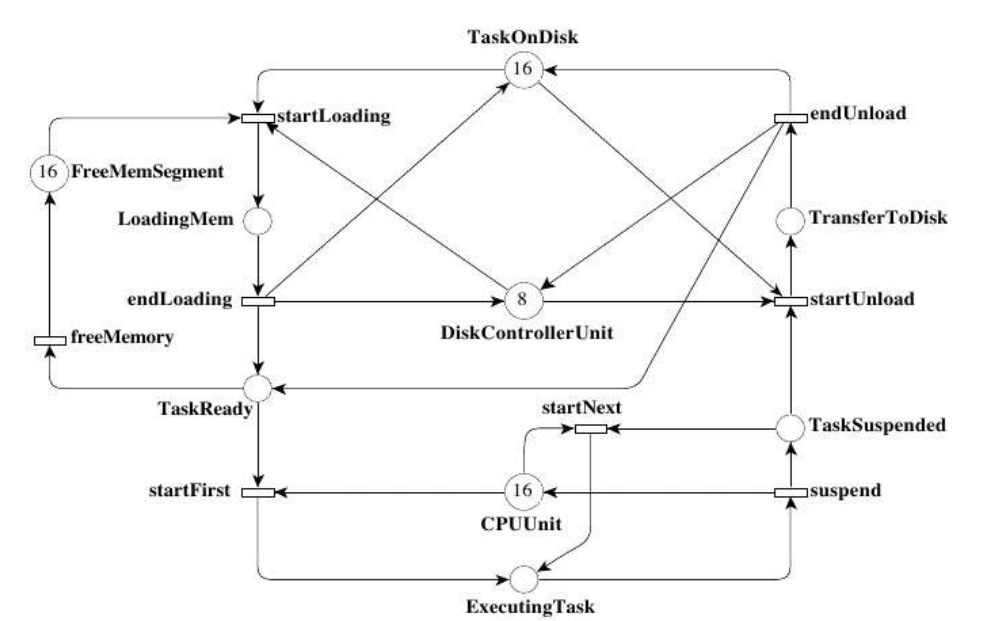 TaskOnDisk
16
startLoading
endUnload
16
FreeMemSegment
LoadingMem
TransferToDisk
endLoading
8
startUnload
DiskControllerUnit
freeMemory
TaskReady
startNext
TaskSuspended
startFirst
16
suspend
CPUUnit
ExecutingTask